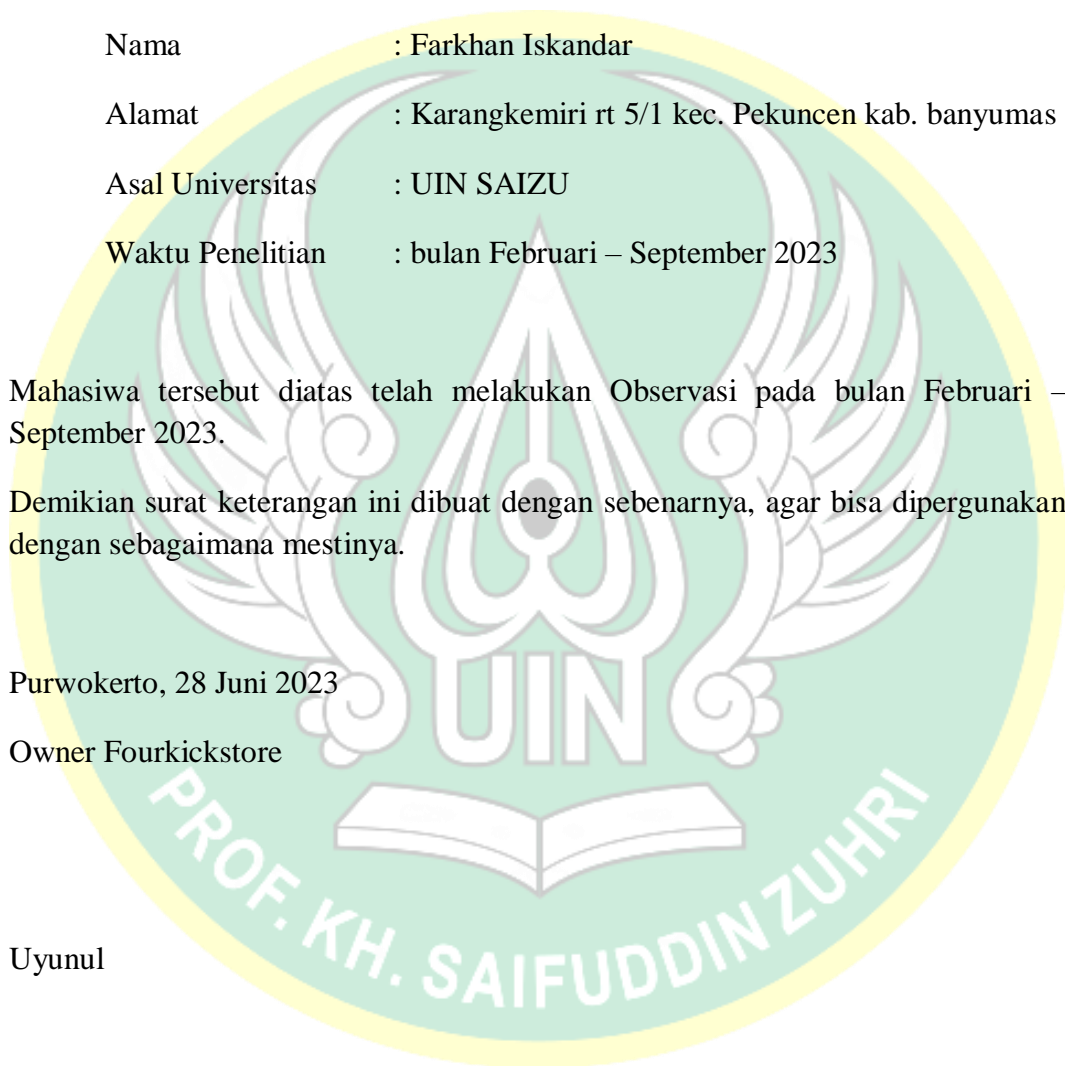 Nama : Farkhan Iskandar
Alamat : Karangkemiri rt 5/1 kec. Pekuncen kab. banyumas
Asal Universitas : UIN SAIZU
Waktu Penelitian : bulan Februari – September 2023
Mahasiwa tersebut diatas telah melakukan Observasi pada bulan Februari –
September 2023.
Demikian surat keterangan ini dibuat dengan sebenarnya, agar bisa dipergunakan
dengan sebagaimana mestinya.
Purwokerto, 28 Juni 2023
Owner Fourkickstore
Uyunul
UIN
PROF. KH. SAIFUDDIN ZUHRI